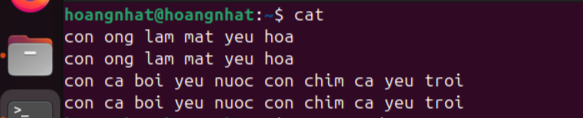 hoangnhat@hoangnhat:~$ cat
con ong lam mat yeu hoa
con ong lam mat yeu hoa
con ca boi yeu nuoc con chim ca yeu troi
con ca boi yeu nuoc con chim ca yeu troi